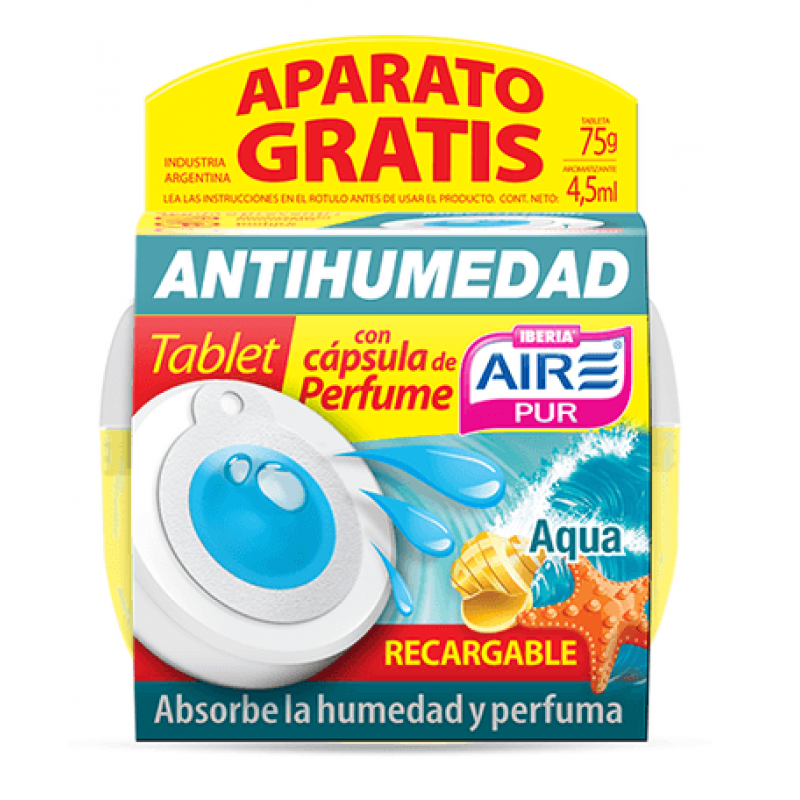 APARATO
GRATIS
INDUSTRIA
ARGENTINA
TABLETA
75g
AROMATIZANTE
4,5ml
LEA LAS INSTRUCCIONES EN EL ROTULO ANTES DE USAR EL PRODUCTO. CONT. NETO:
ANTIHUMEDAD
Tablet
con
cápsula de
Perfume
IBERIA®
AIRE®
PUR
Aqua
RECARGABLE
Absorbe la humedad y perfuma